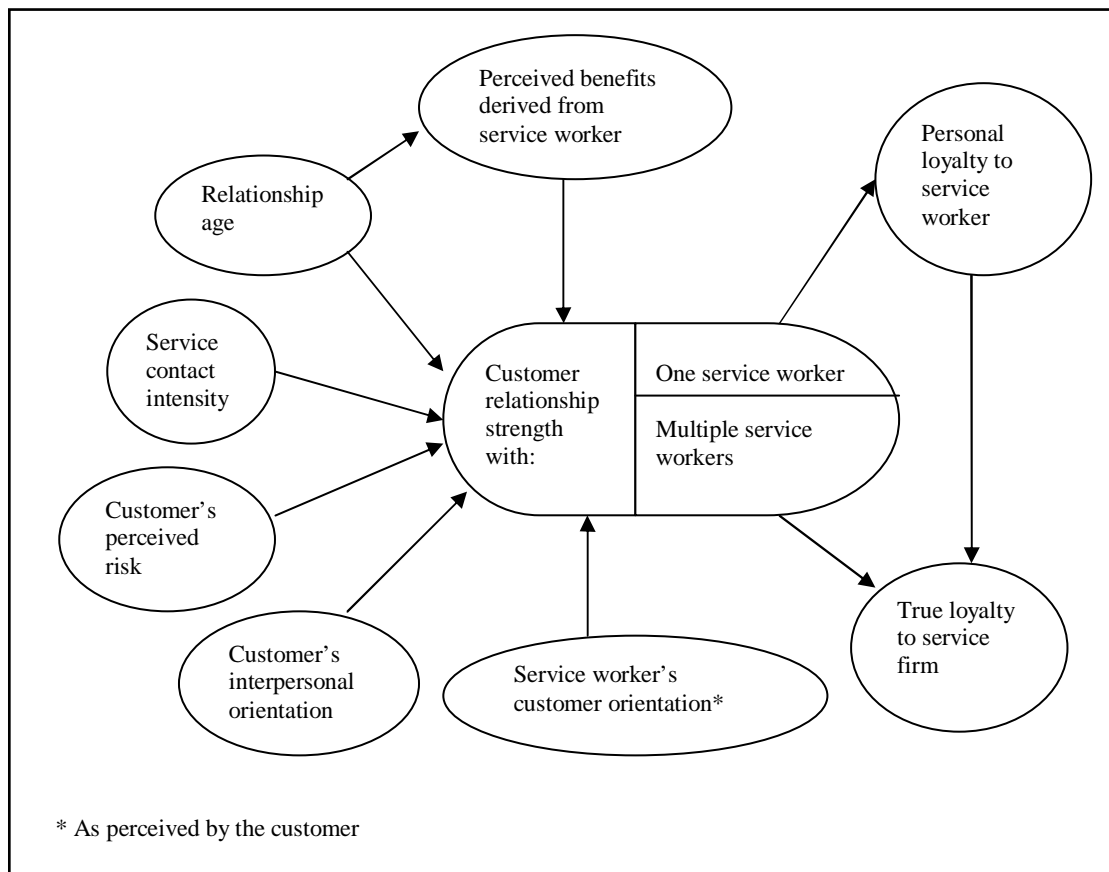 Perceived benefits
derived from
service worker
Personal
loyalty to
service
worker
Relationship
age
Service
contact
intensity
Customer
relationship
strength
with:
One service worker
Multiple service
workers
Customer’s
perceived
risk
True loyalty
to service
firm
Customer’s
interpersonal
orientation
Service worker’s
customer orientation*
* As perceived by the customer